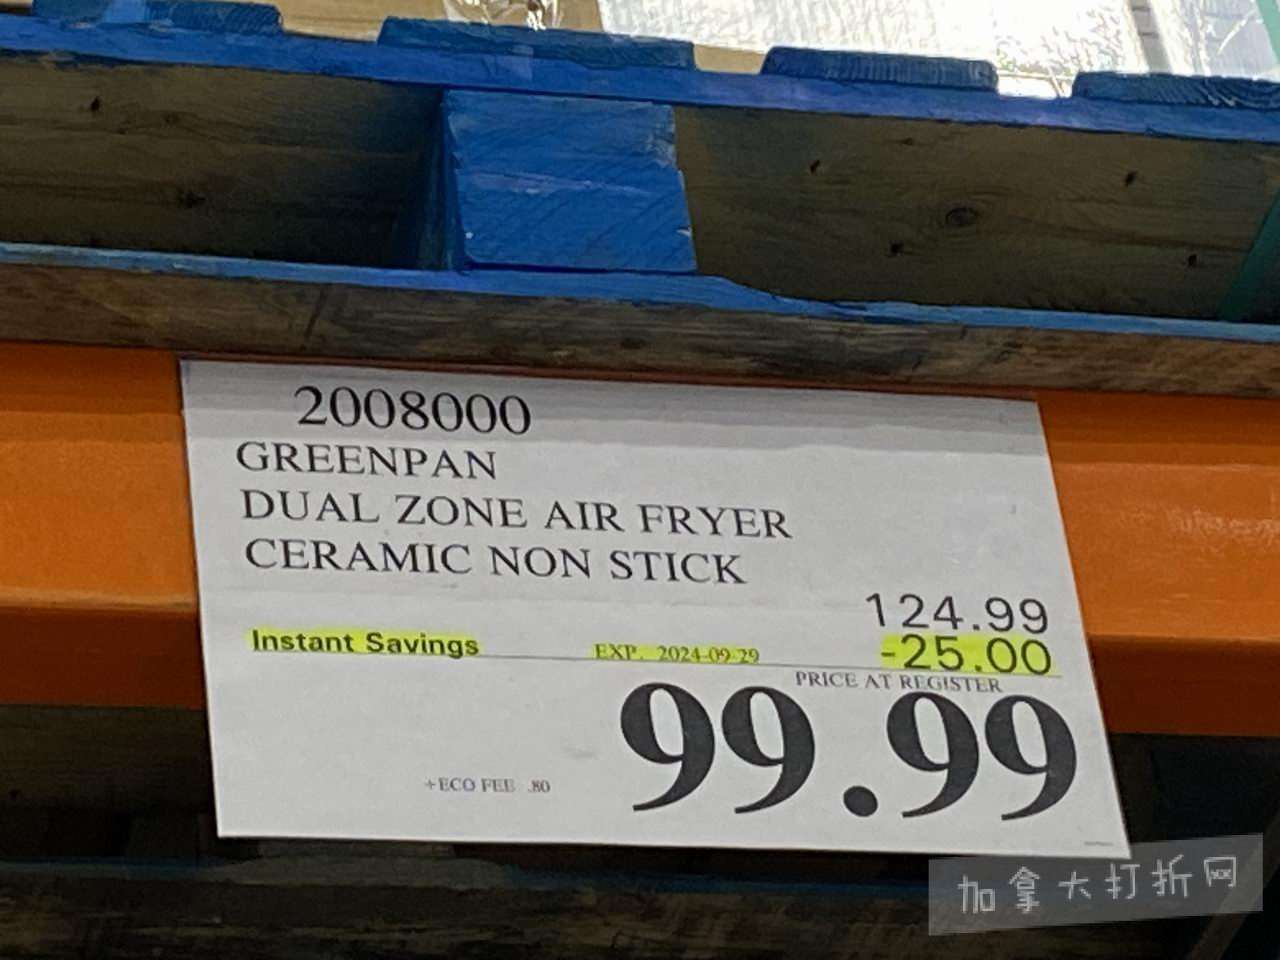 2008000
GREENPAN
DUAL ZONE AIR FRYER
CERAMIC NON STICK
124.99
Instant Savings EXP. 2024-09-29 -25.00
PRICE AT REGISTER
99.99
+ECO FEE .80
加拿大打折网